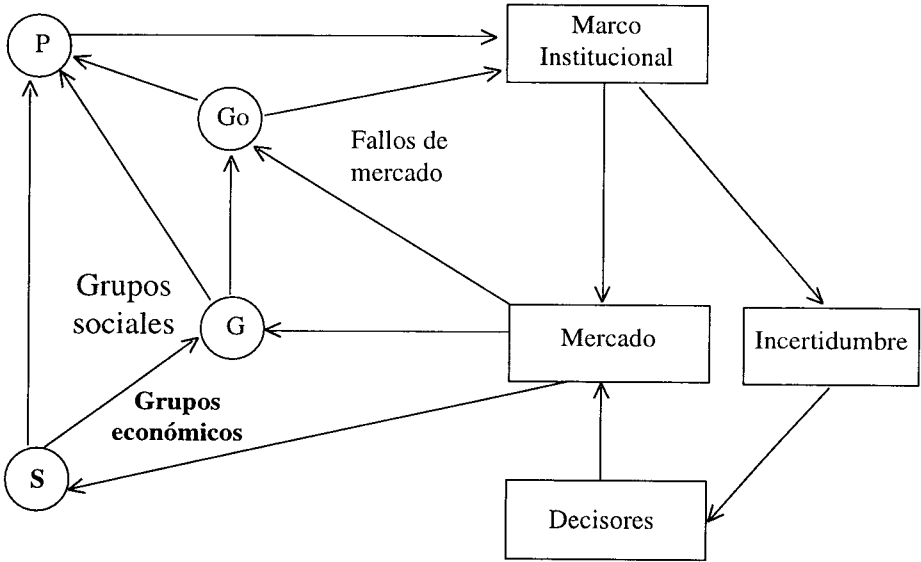 P
Marco
Institucional
Go
Fallos de
mercado
Grupos
sociales
G
Mercado
Incertidumbre
Grupos
económicos
S
Decisores